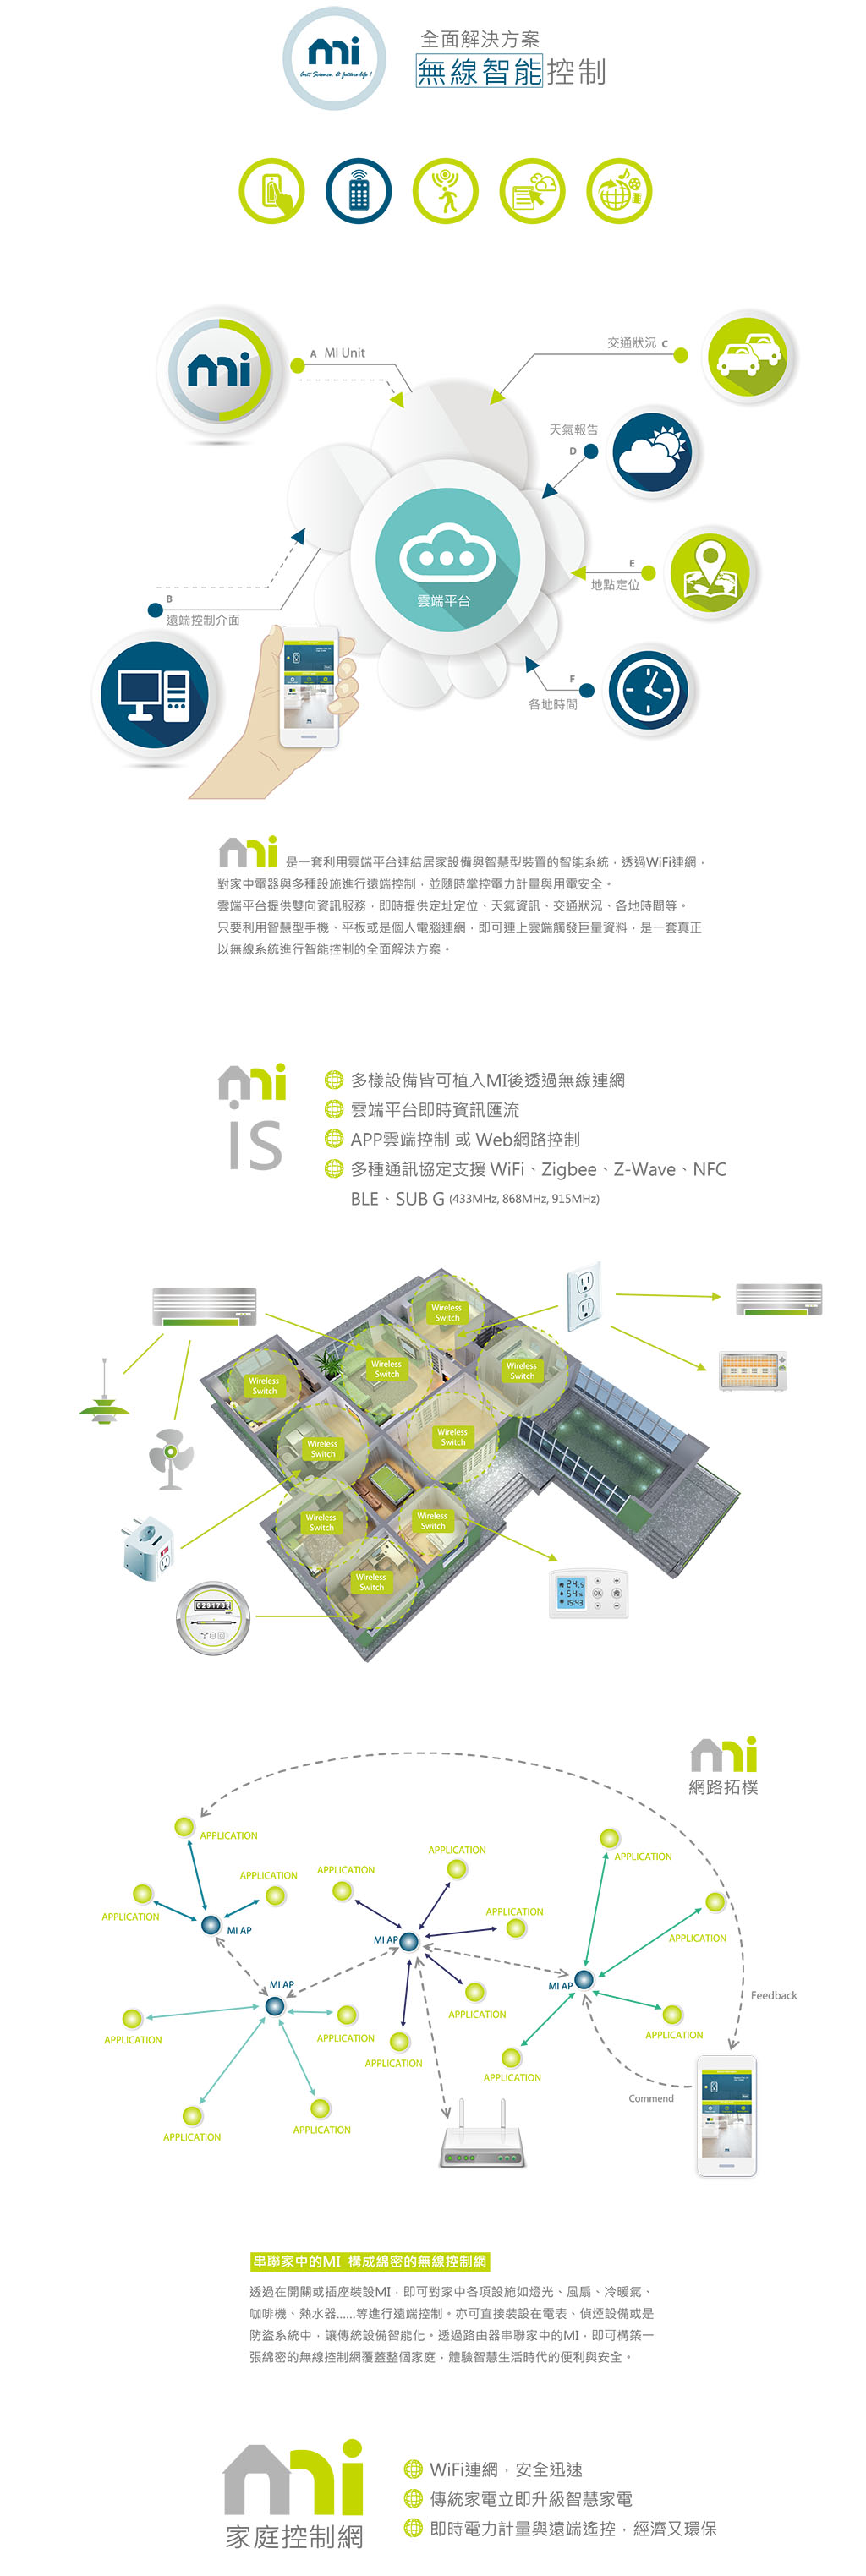 mi
Art, Science, & future life !
全面解決方案
無線智能控制
mi
A MI Unit
交通狀況 C
天氣報告
D
E
地點定位
B
遠端控制介面
雲端平台
F
各地時間
mi 是一套利用雲端平台連結居家設備與智慧型裝置的智能系統，透過WiFi連網，
對家中電器與多種設施進行遠端控制，並隨時掌控電力計量與用電安全。
雲端平台提供雙向資訊服務，即時提供定址定位、天氣資訊、交通狀況、各地時間等。
只要利用智慧型手機、平板或是個人電腦連網，即可連上雲端觸發巨量資料，是一套真正
以無線系統進行智能控制的全面解決方案。
mi
is
多樣設備皆可植入MI後透過無線連網
雲端平台即時資訊匯流
APP雲端控制 或 Web網路控制
多種通訊協定支援 WiFi、Zigbee、Z-Wave、NFC
BLE、SUB G (433MHz, 868MHz, 915MHz)
Wireless
Switch
Wireless
Switch
Wireless
Switch
Wireless
Switch
Wireless
Switch
Wireless
Switch
Wireless
Switch
Wireless
Switch
Wireless
Switch
24.5
54%
15:43
OK
mi
網路拓樸
APPLICATION
APPLICATION
APPLICATION
MI AP
APPLICATION
APPLICATION
APPLICATION
MI AP
APPLICATION
APPLICATION
APPLICATION
APPLICATION
MI AP
APPLICATION
APPLICATION
MI AP
APPLICATION
APPLICATION
APPLICATION
APPLICATION
APPLICATION
Feedback
Commend
串聯家中的MI 構成綿密的無線控制網
透過在開關或插座裝設MI，即可對家中各項設施如燈光、風扇、冷暖氣、
咖啡機、熱水器......等進行遠端控制。亦可直接裝設在電表、偵煙設備或是
防盜系統中，讓傳統設備智能化。透過路由器串聯家中的MI，即可構築一
張綿密的無線控制網覆蓋整個家庭，體驗智慧生活時代的便利與安全。
mi
家庭控制網
WiFi連網，安全迅速
傳統家電立即升級智慧家電
即時電力計量與遠端遙控，經濟又環保